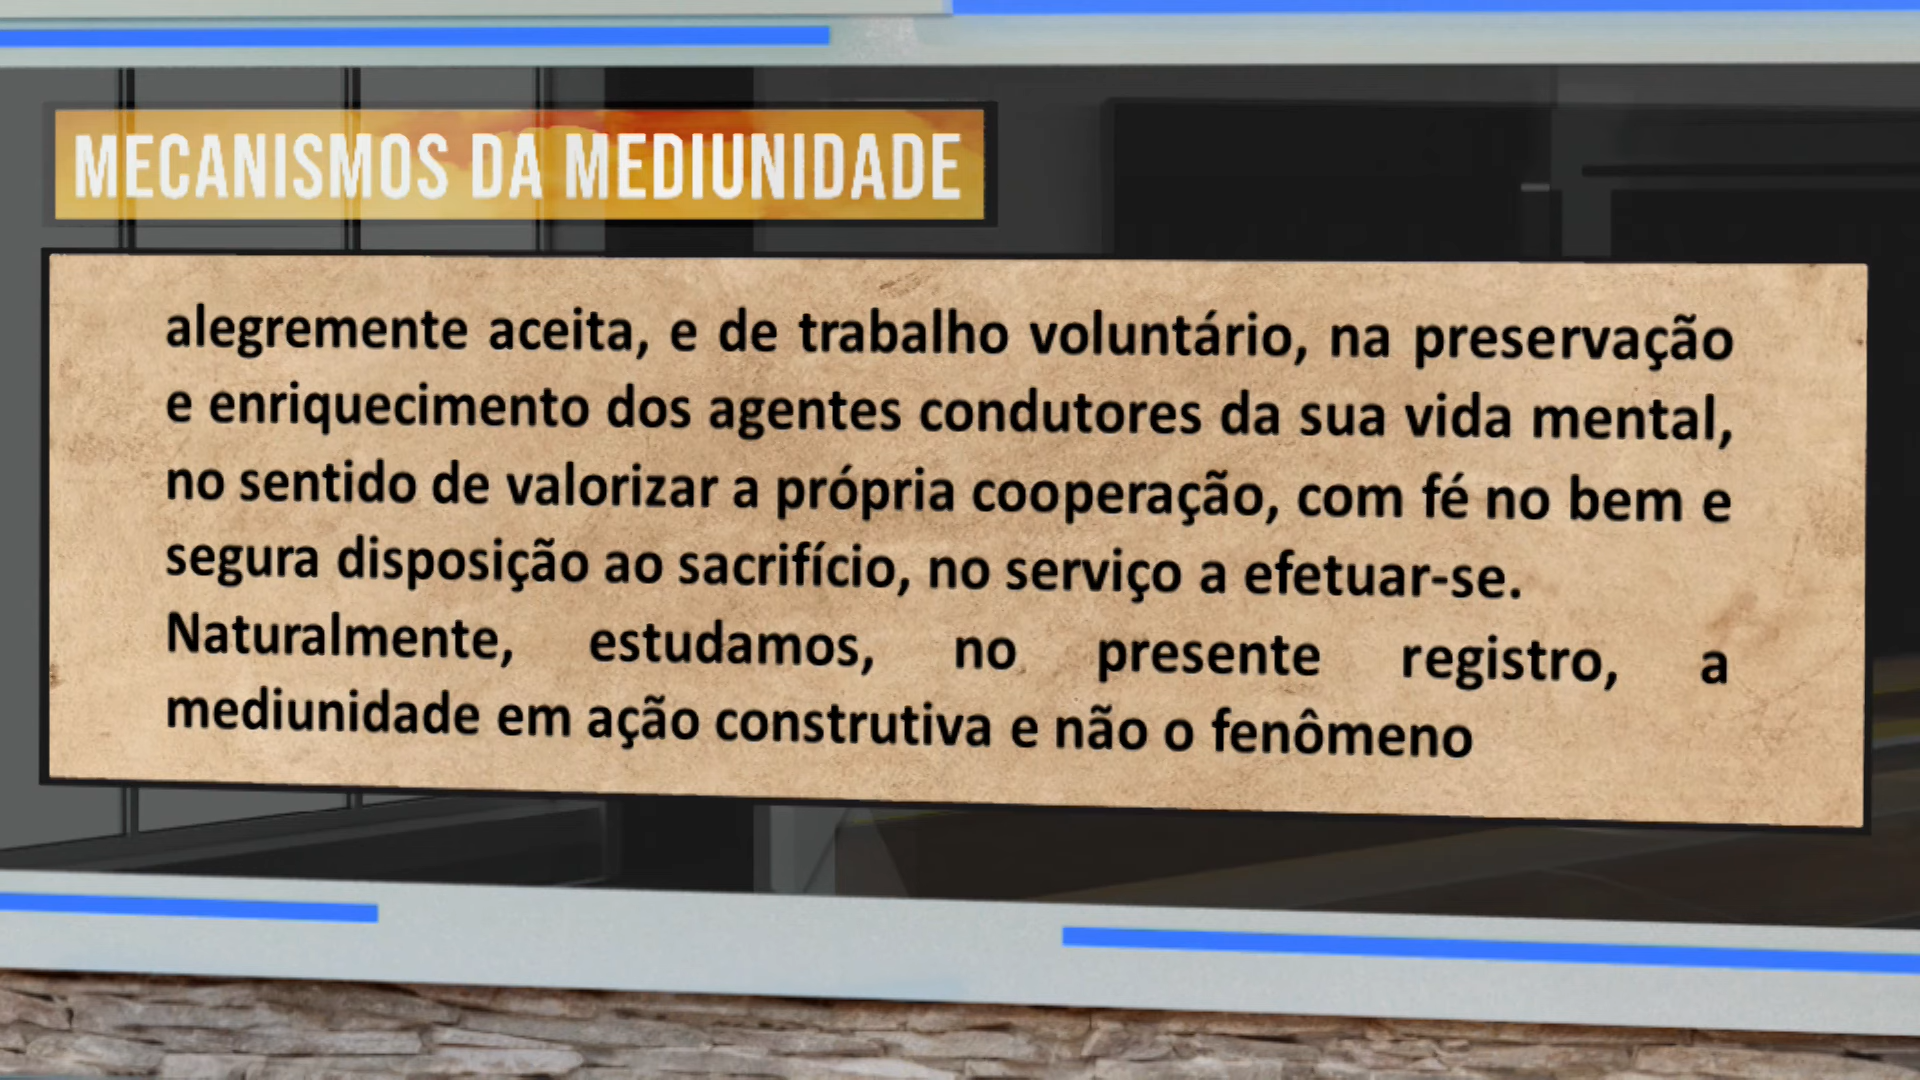 MECANISMOS DA MEDIUNIDADE
alegremente aceita, e de trabalho voluntário, na preservação
e enriquecimento dos agentes condutores da sua vida mental,
no sentido de valorizar a própria cooperação, com fé no bem e
segura disposição ao sacrifício, no serviço a efetuar-se.
Naturalmente, estudamos, no presente registro, a
mediunidade em ação construtiva e não o fenômeno